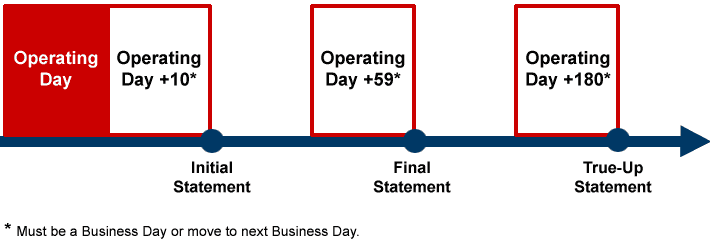 Operating
Day
Operating
Day +10*
Operating
Day +59*
Operating
Day +180*
Initial
Statement
Final
Statement
True-Up
Statement
* Must be a Business Day or move to next Business Day.